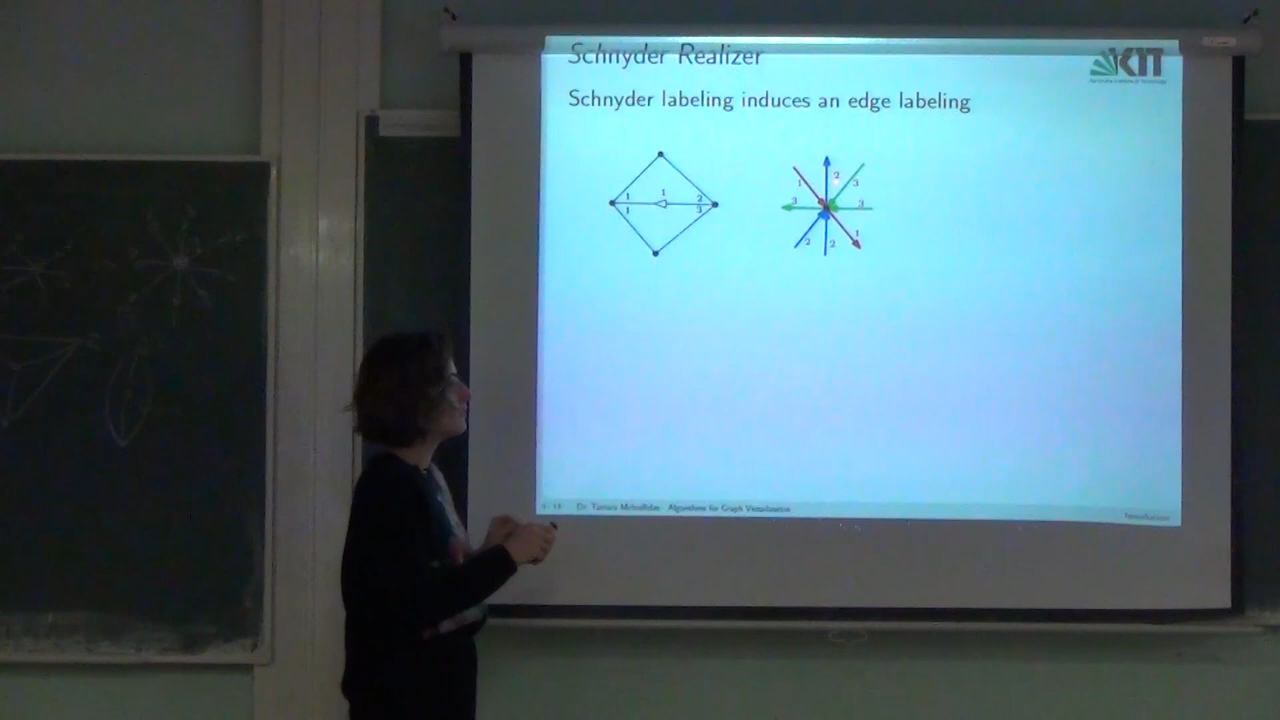 Schnyder Realizer
KIT
Schnyder labeling induces an edge labeling
1 1 2
1 3
1 2 3
3 3
2 2 1
Dr. Tamara Mchedlidze Algorithms for Graph Visualization